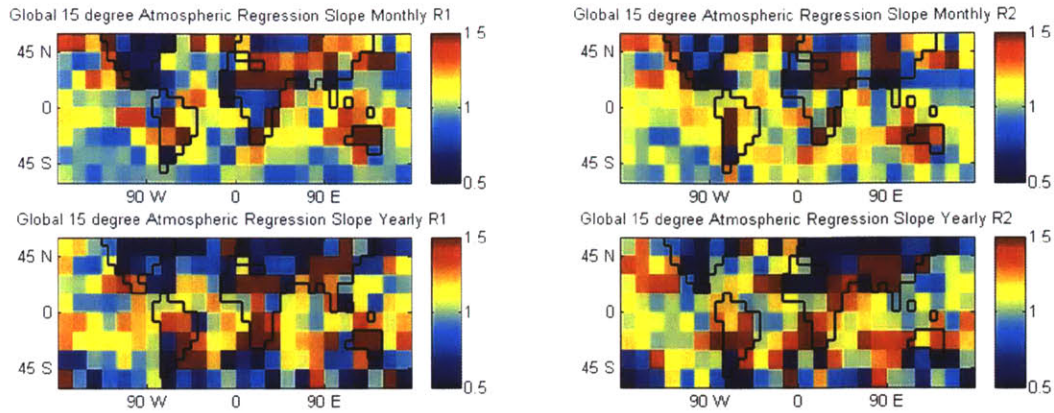 Global 15 degree Atmospheric Regression Slope Monthly R1
45 N
0
45 S
90 W 0 90 E
1 5
1
0.5
Global 15 degree Atmospheric Regression Slope Monthly R2
45 N
0
45 S
90 W 0 90 E
1 5
1
0.5
Global 15 degree Atmospheric Regression Slope Yearly R1
45 N
0
45 S
90 W 0 90 E
1 5
1
0.5
Global 15 degree Atmospheric Regression Slope Yearly R2
45 N
0
45 S
90 W 0 90 E
1 5
1
0.5